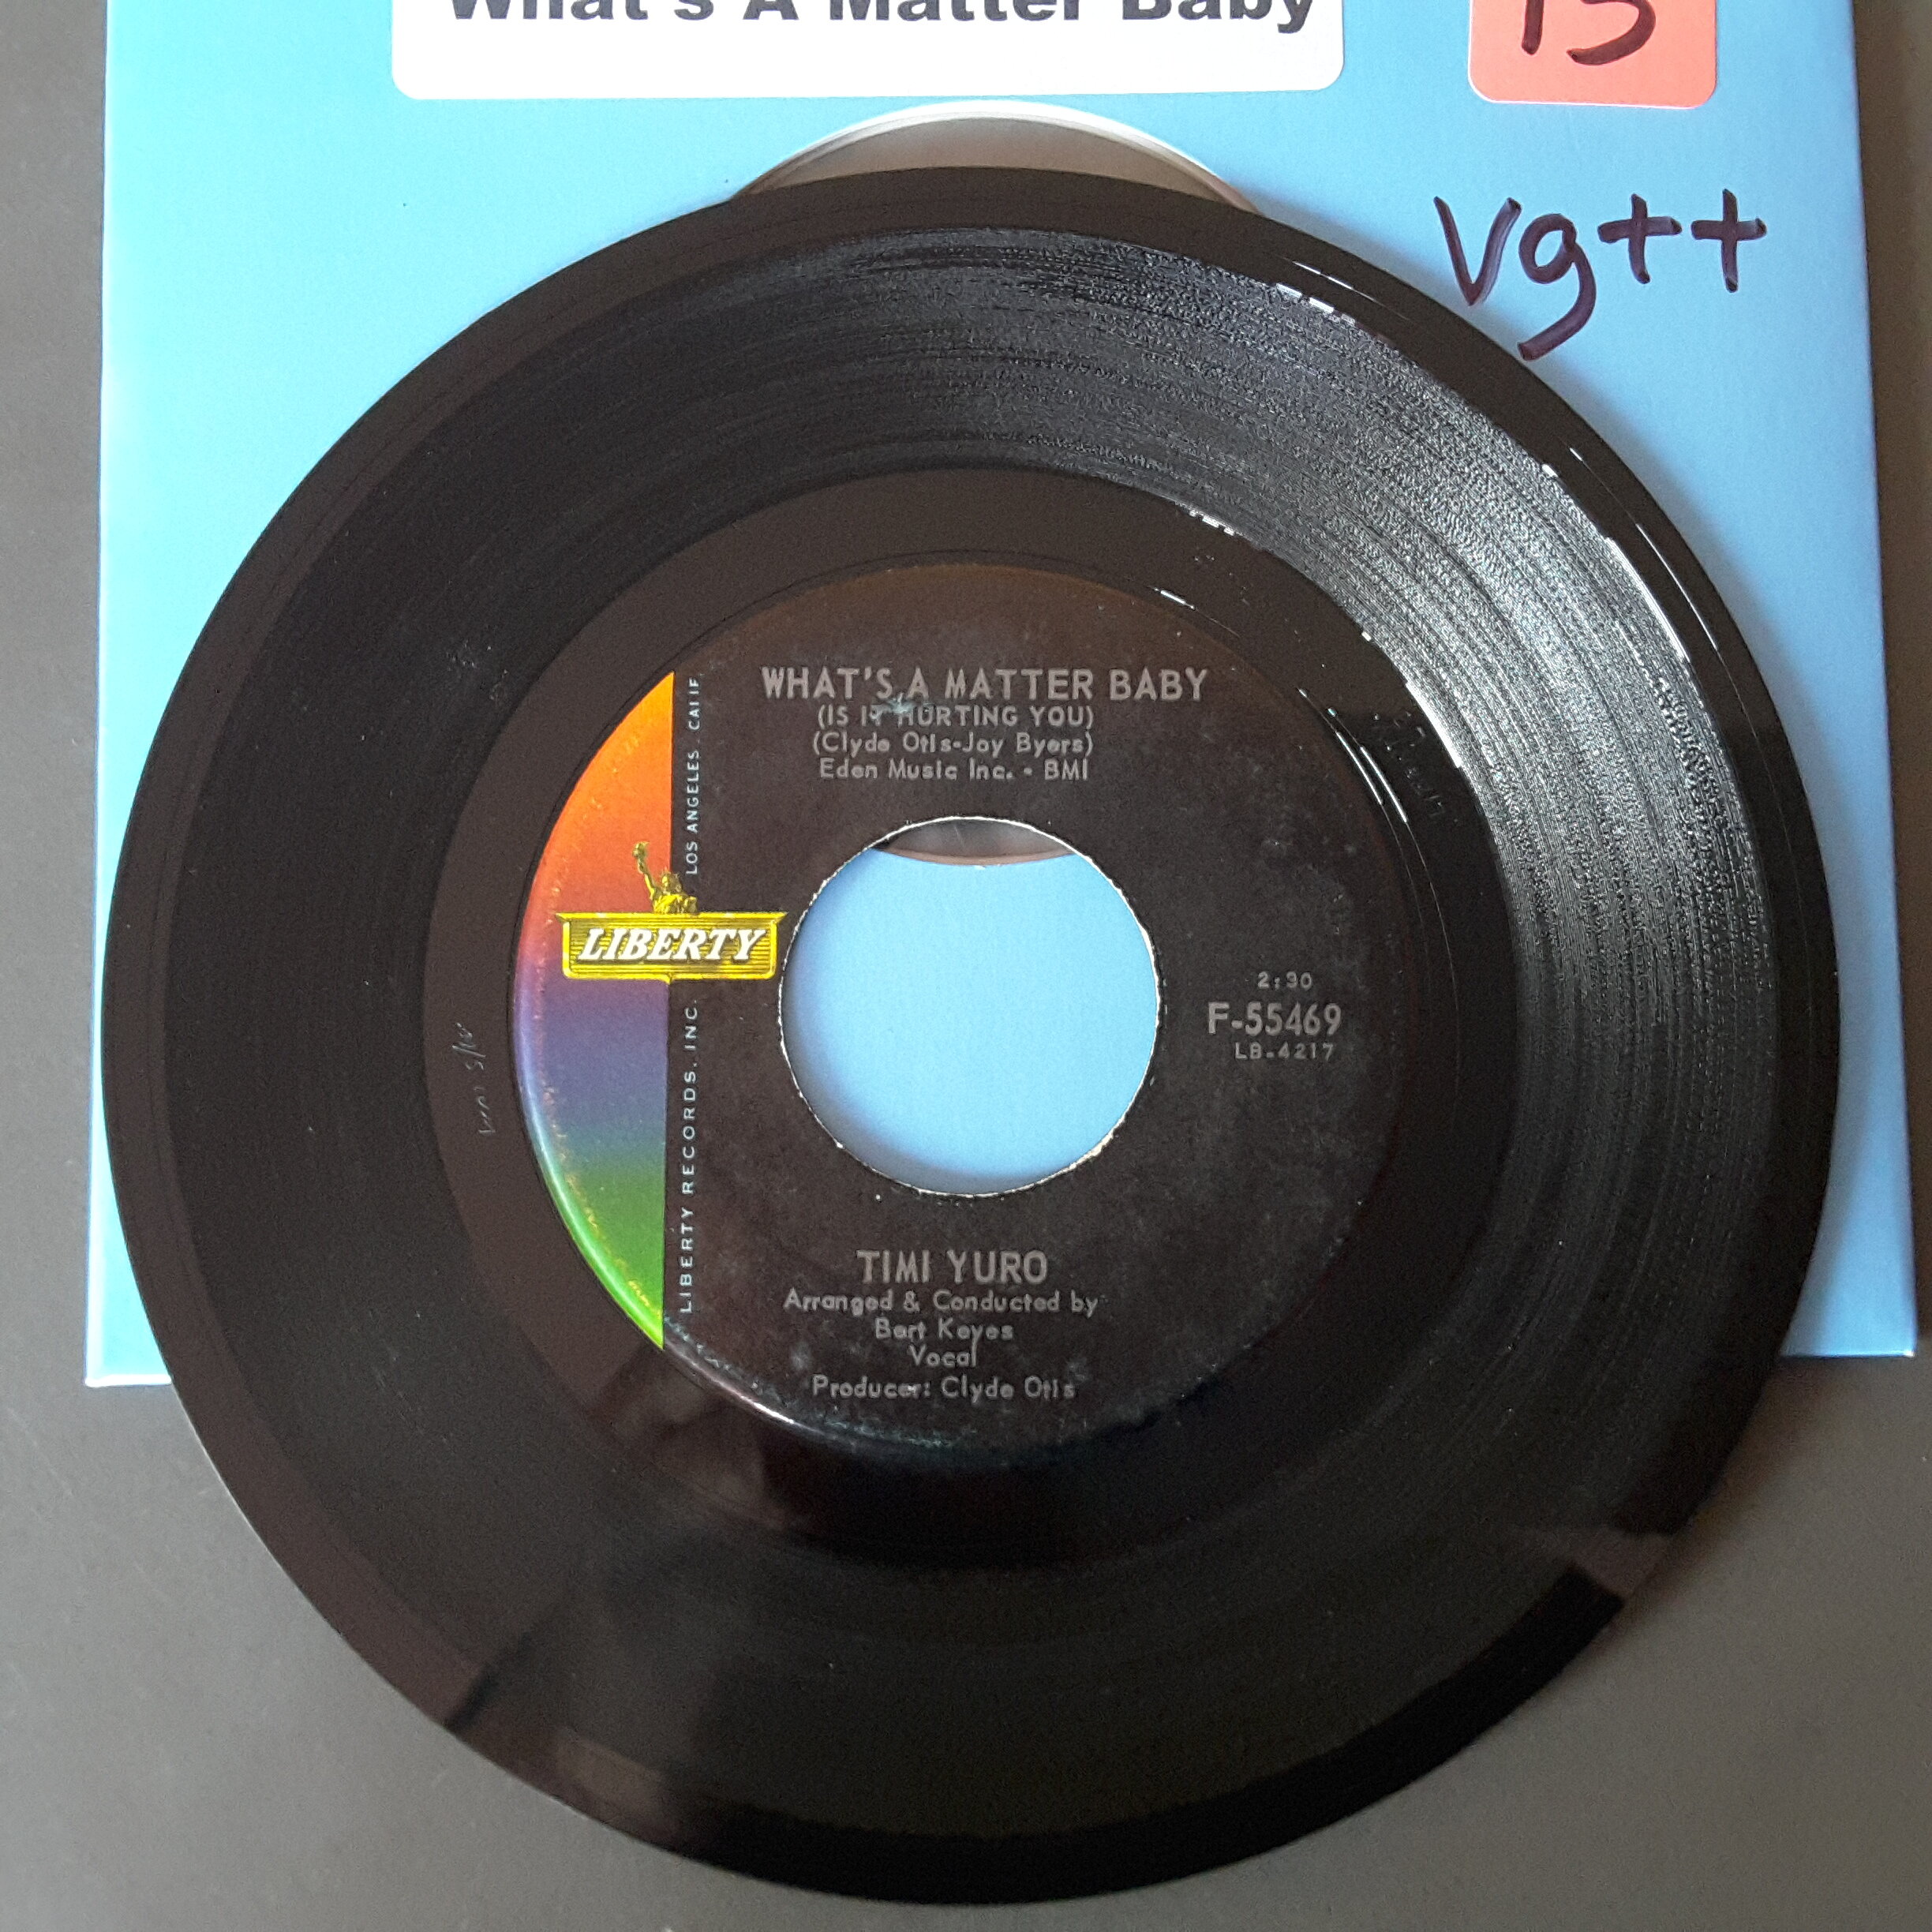 What's A Matter Baby
15
Vg++
WHAT'S A MATTER BABY
(IS IT HURTING YOU)
(Clyde Otis-Joy Byers)
Eden Music Inc. - BMI
LIBERTY
LIBERTY RECORDS, INC. LOS ANGELES, CALIF.
2:30
F-55469
LB-4217
TIMI YURO
Arranged & Conducted by
Bert Keyes
Vocal
Producer: Clyde Otis